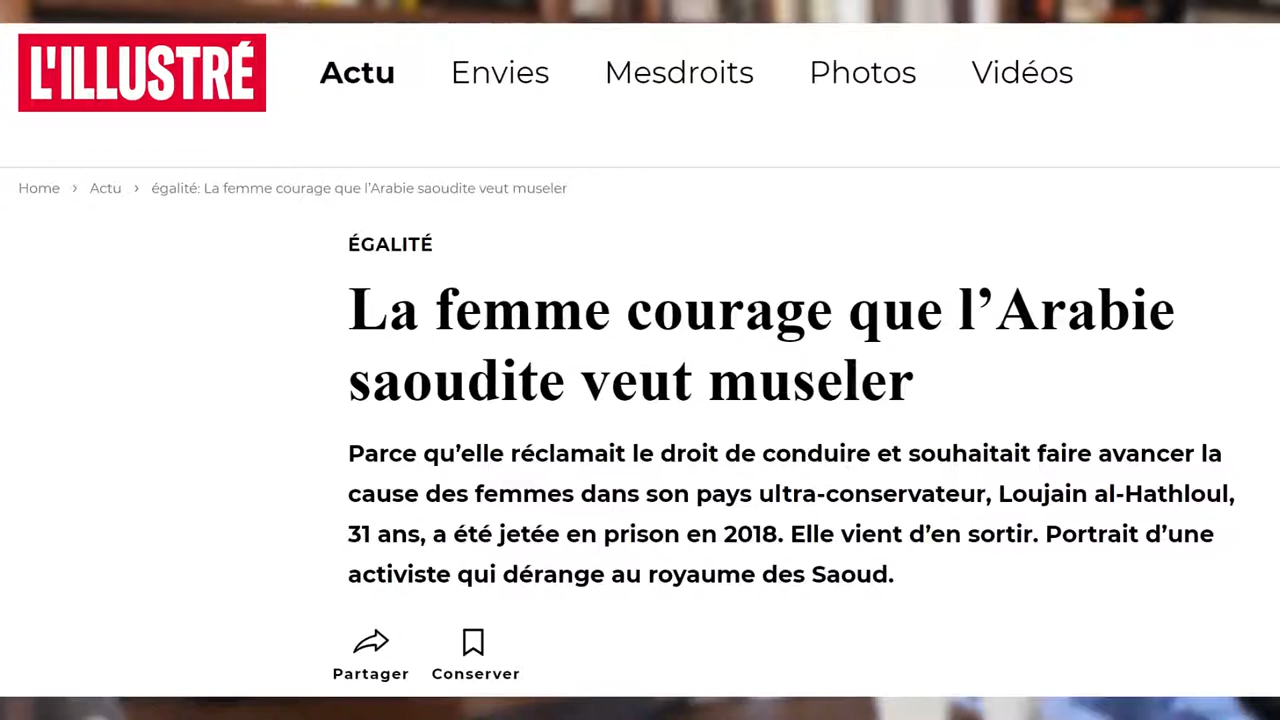 L'ILLUSTRÉ
Actu Envies Mesdroits Photos Vidéos
Home › Actu › égalité: La femme courage que l’Arabie saoudite veut museler
ÉGALITÉ
La femme courage que l’Arabie
saoudite veut museler
Parce qu’elle réclamait le droit de conduire et souhaitait faire avancer la
cause des femmes dans son pays ultra-conservateur, Loujain al-Hathloul,
31 ans, a été jetée en prison en 2018. Elle vient d’en sortir. Portrait d’une
activiste qui dérange au royaume des Saoud.
Partager Conserver